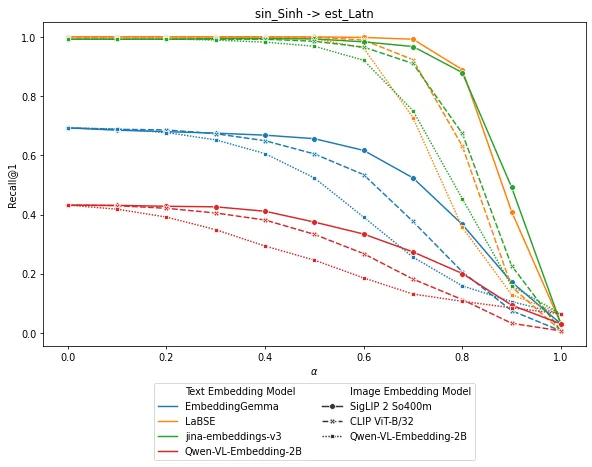 sin_Sinh -> est_Latn
1.0
0.8
0.6
0.4
0.2
0.0
Recall@1
0.0 0.2 0.4 0.6 0.8 1.0
α
Text Embedding Model
EmbeddingGemma
LaBSE
jina-embeddings-v3
Qwen-VL-Embedding-2B
Image Embedding Model
SigLIP 2 So400m
CLIP ViT-B/32
Qwen-VL-Embedding-2B